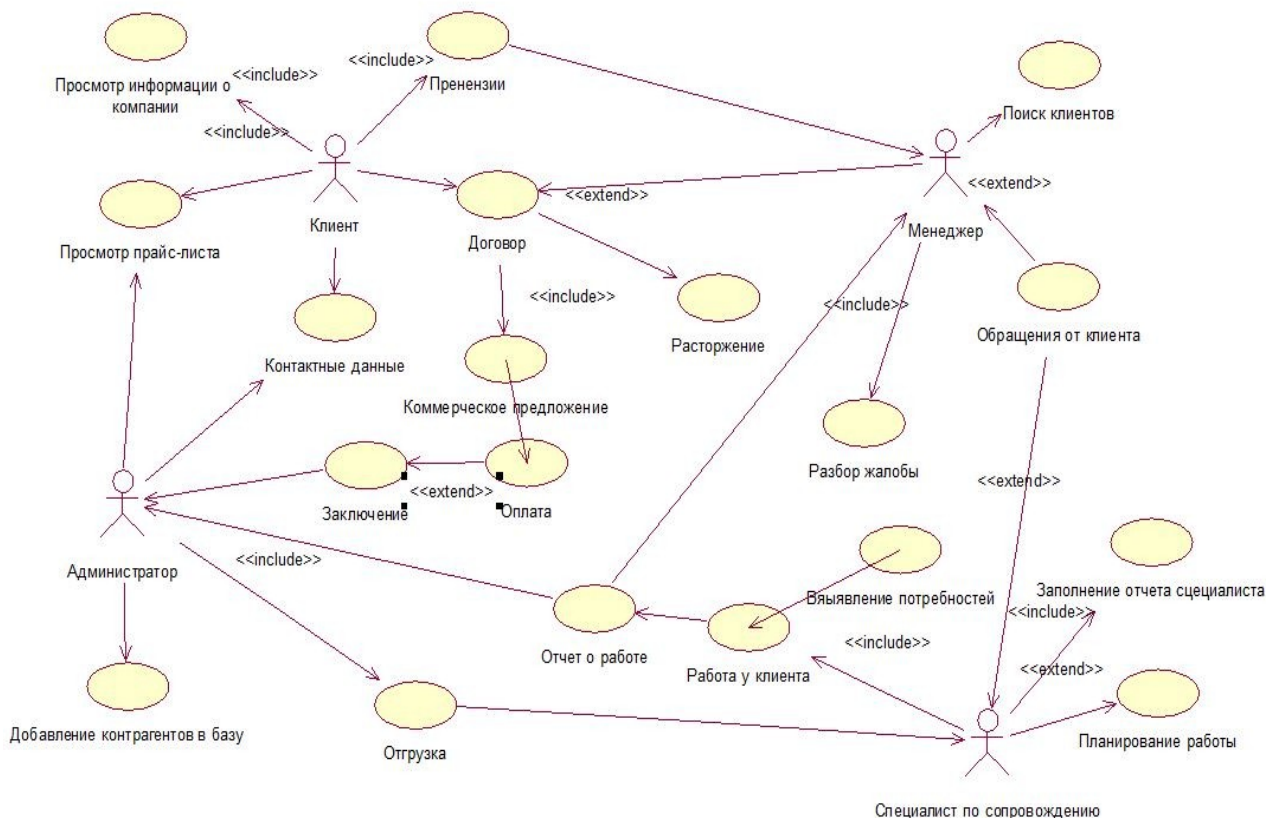 <<include>>
<<include>>
Просмотр информации о
компании
Пренензии
Поиск клиентов
<<include>>
<<extend>>
<<extend>>
Клиент
Договор
Менеджер
Просмотр прайс-листа
<<include>>
<<include>>
Обращения от клиента
Расторжение
Контактные данные
Коммерческое предложение
Разбор жалобы
<<extend>>
<<extend>>
Заключение
Оплата
<<include>>
Администратор
Вяыявление потребностей
Заполнение отчета сцециалиста
<<include>>
<<include>>
Отчет о работе
Работа у клиента
<<extend>>
Добавление контрагентов в базу
Отгрузка
Планирование работы
Специалист по сопровождению